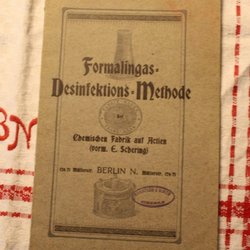 Formalingas-
Desinfektions-Methode
der
Chemischen Fabrik auf Actien
(vorm. E. Schering)
BERLIN N.